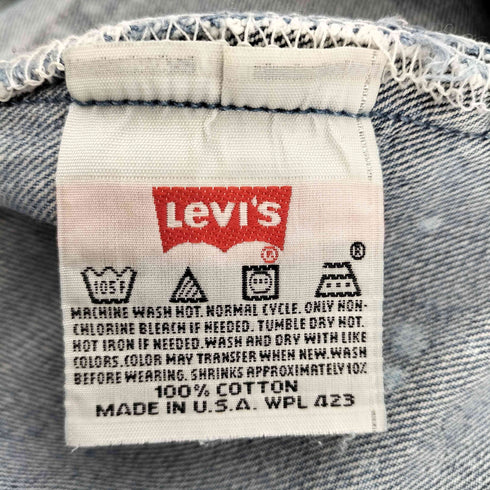 Levi's
®
®
105F
MACHINE WASH HOT. NORMAL CYCLE. ONLY NON-
CHLORINE BLEACH IF NEEDED. TUMBLE DRY HOT.
HOT IRON IF NEEDED. WASH AND DRY WITH LIKE
COLORS. COLOR MAY TRANSFER WHEN NEW. WASH
BEFORE WEARING. SHRINKS APPROXIMATELY 10%
100% COTTON
MADE IN U.S.A. WPL 423